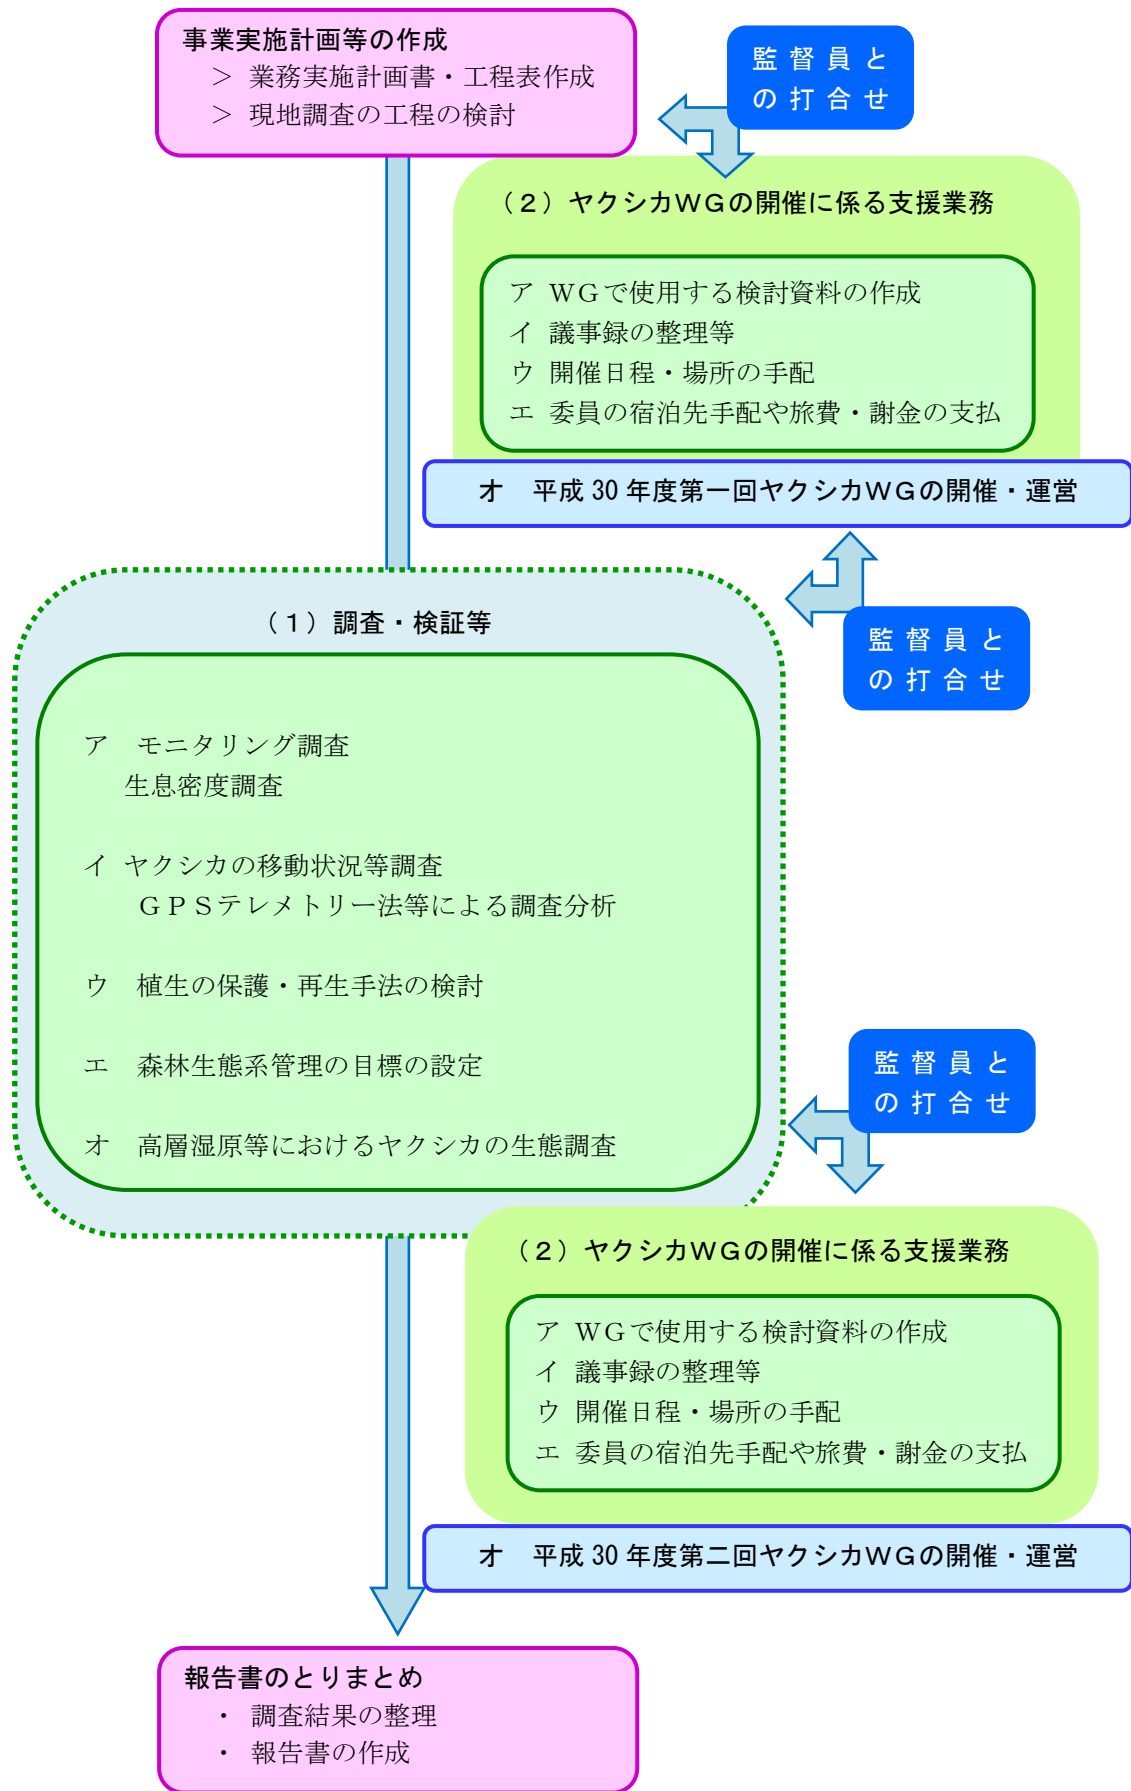 事業実施計画等の作成
＞ 業務実施計画書・工程表作成
＞ 現地調査の工程の検討
監督員と
の打合せ
（２）ヤクシカＷＧの開催に係る支援業務
ア ＷＧで使用する検討資料の作成
イ 議事録の整理等
ウ 開催日程・場所の手配
エ 委員の宿泊先手配や旅費・謝金の支払
オ　平成 30 年度第一回ヤクシカＷＧの開催・運営
監督員と
の打合せ
（１）調査・検証等
ア　モニタリング調査
生息密度調査
イ ヤクシカの移動状況等調査
ＧＰＳテレメトリー法等による調査分析
ウ　植生の保護・再生手法の検討
エ　森林生態系管理の目標の設定
オ　高層湿原等におけるヤクシカの生態調査
監督員と
の打合せ
（２）ヤクシカＷＧの開催に係る支援業務
ア ＷＧで使用する検討資料の作成
イ 議事録の整理等
ウ 開催日程・場所の手配
エ 委員の宿泊先手配や旅費・謝金の支払
オ　平成 30 年度第二回ヤクシカＷＧの開催・運営
報告書のとりまとめ
・ 調査結果の整理
・ 報告書の作成